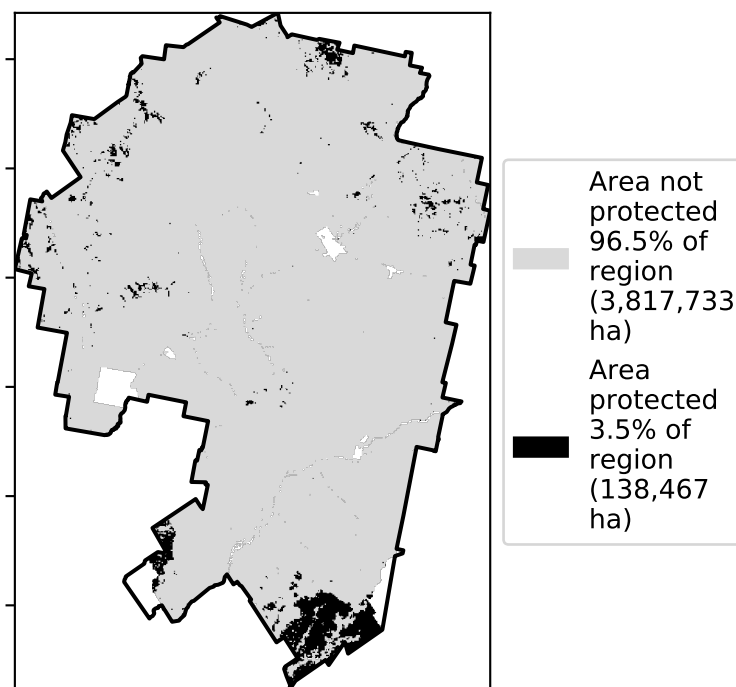 Area not
protected
96.5% of
region
(3,817,733
ha)
Area
protected
3.5% of
region
(138,467
ha)